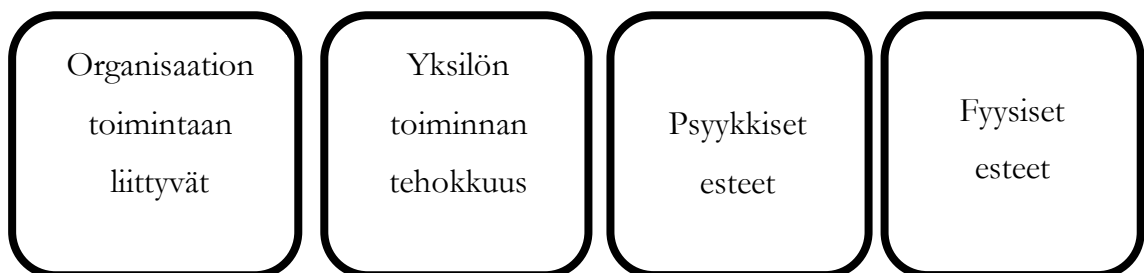 Organisaation
toimintaan
liittyvät
Yksilön
toiminnan
tehokkuus
Psyykkiset
esteet
Fyysiset
esteet